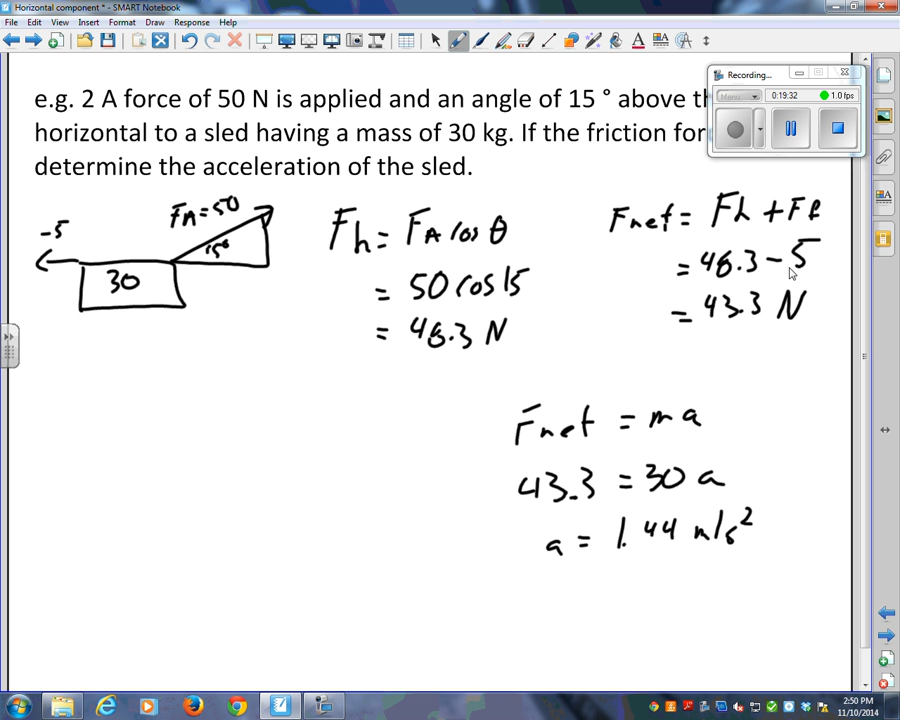 Horizontal component * - SMART Notebook
File Edit View Insert Format Draw Response Help
Recording...
Menu
0:19:32 1.0 fps
e.g. 2 A force of 50 N is applied and an angle of 15 ° above th
horizontal to a sled having a mass of 30 kg. If the friction for
determine the acceleration of the sled.
-5
FA=50
15°
30
Fh = FA cos θ
= 50 cos 15
= 48.3 N
Fnet = Fh + Ff
= 48.3 - 5
= 43.3 N
Fnet = ma
43.3 = 30 a
a = 1.44 m/s²
2:50 PM
11/10/2014